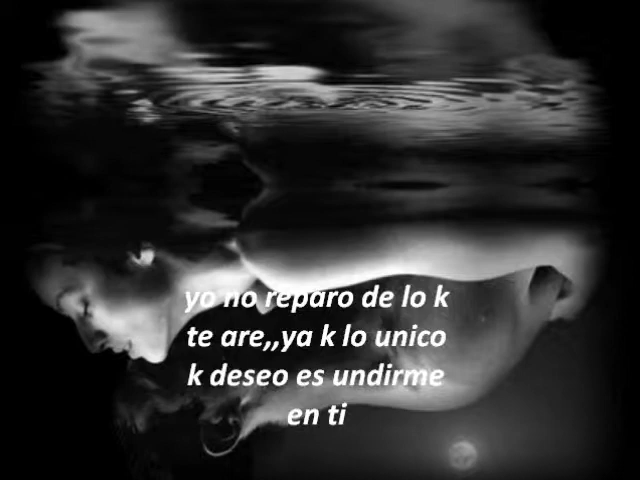 yo no reparo de lo k
te are,,ya k lo unico
k deseo es undirme
en ti